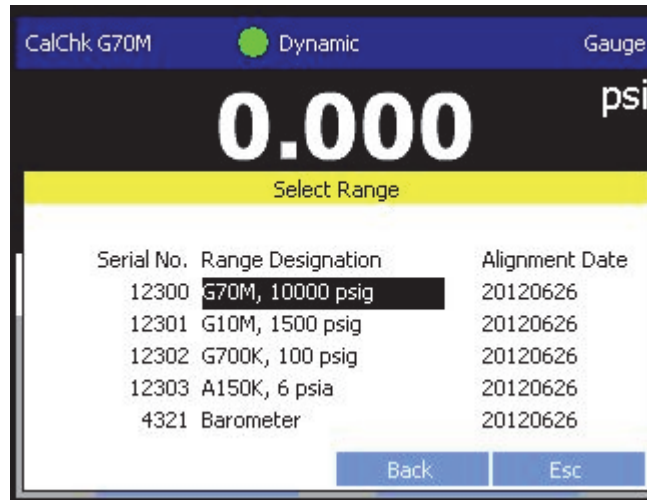 CalChk G70M Dynamic Gauge
0.000 psi
Select Range
Serial No. Range Designation Alignment Date
12300 G70M, 10000 psig 20120626
12301 G10M, 1500 psig 20120626
12302 G700K, 100 psig 20120626
12303 A150K, 6 psia 20120626
4321 Barometer 20120626
Back Esc